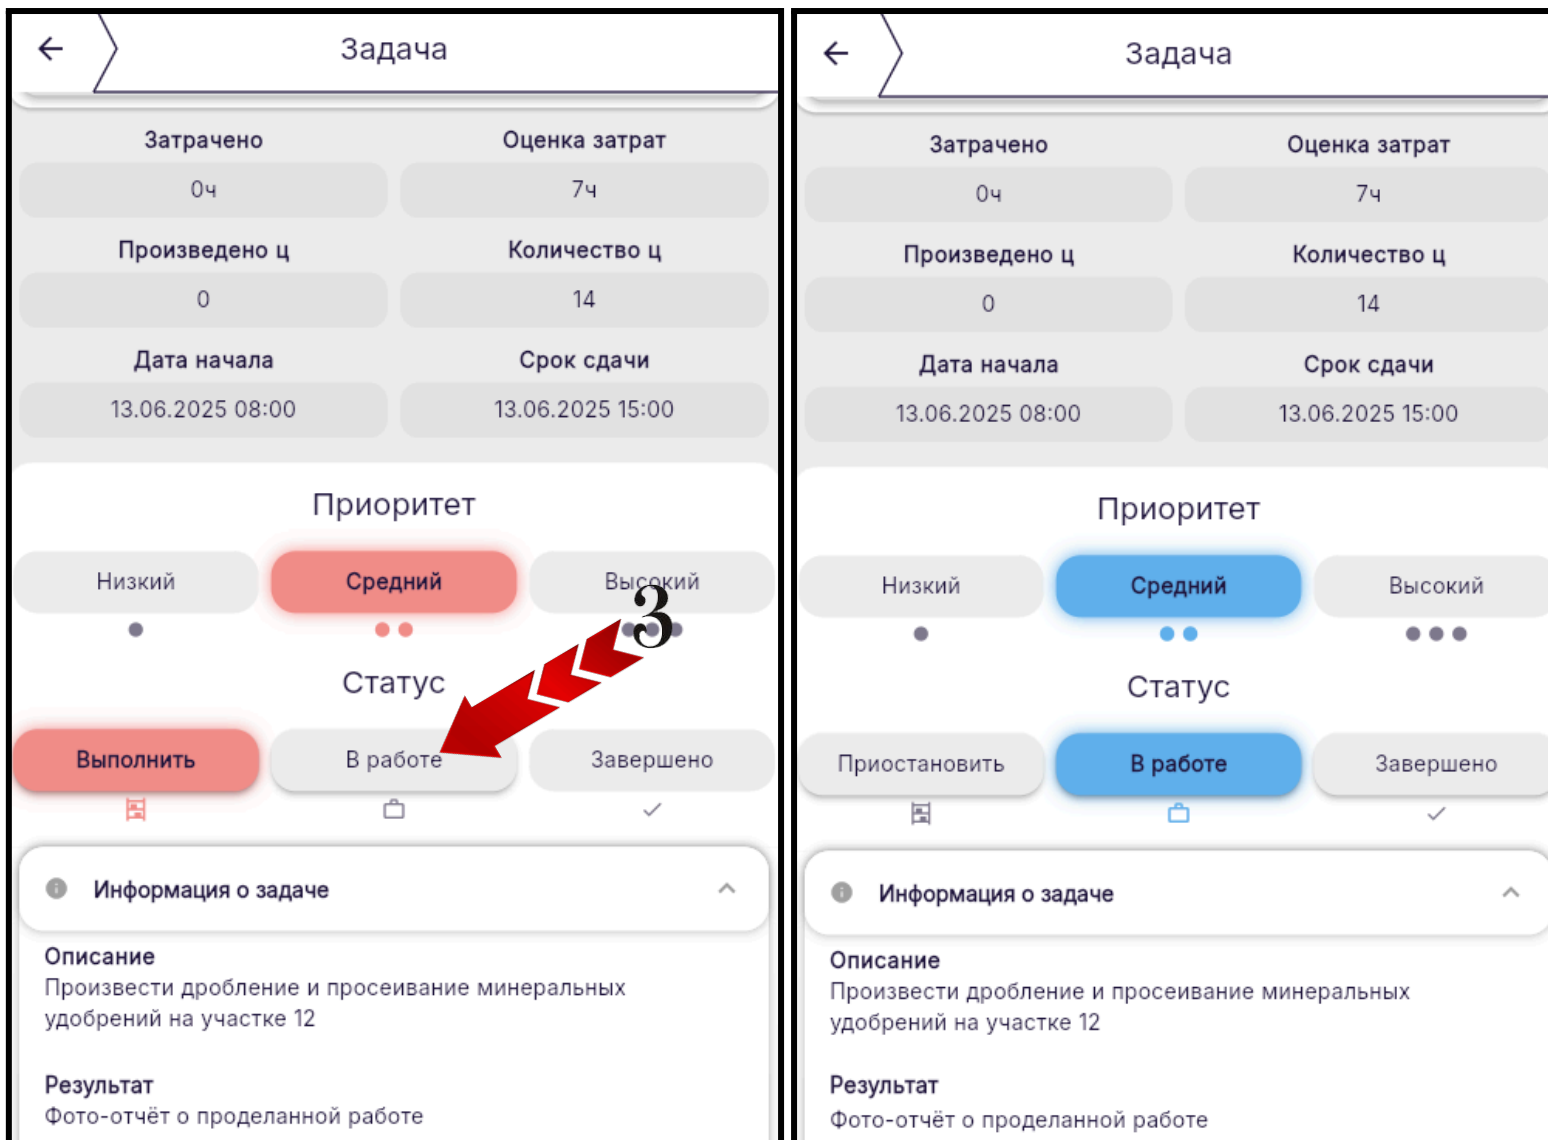 Задача
Затрачено Оценка затрат
0ч 7ч
Произведено ц Количество ц
0 14
Дата начала Срок сдачи
13.06.2025 08:00 13.06.2025 15:00
Приоритет
Низкий Средний Высокий
3
Статус
Выполнить В работе Завершено
Информация о задаче
Описание
Произвести дробление и просеивание минеральных
удобрений на участке 12
Результат
Фото-отчёт о проделанной работе
Задача
Затрачено Оценка затрат
0ч 7ч
Произведено ц Количество ц
0 14
Дата начала Срок сдачи
13.06.2025 08:00 13.06.2025 15:00
Приоритет
Низкий Средний Высокий
Статус
Приостановить В работе Завершено
Информация о задаче
Описание
Произвести дробление и просеивание минеральных
удобрений на участке 12
Результат
Фото-отчёт о проделанной работе